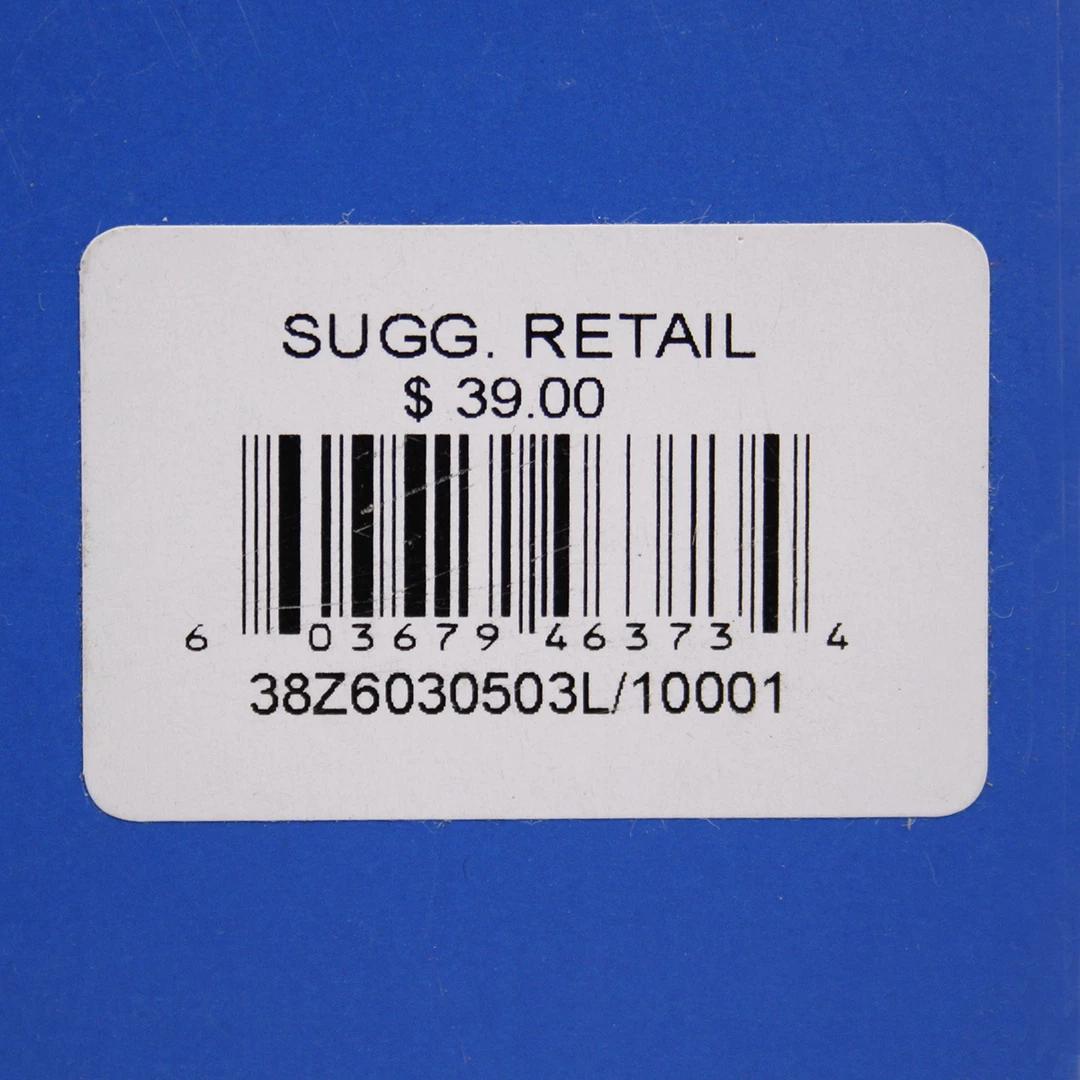 SUGG. RETAIL
$ 39.00
6 03679 46373 4
38Z6030503L/10001